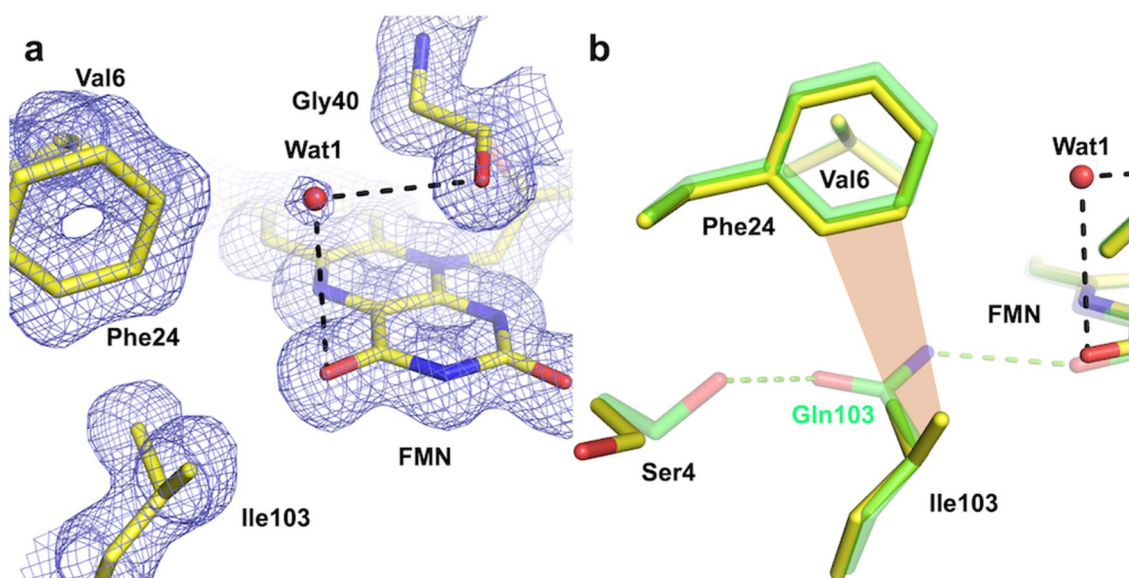 a
Val6
Gly40
Wat1
Phe24
FMN
Ile103
b
Wat1
Val6
Phe24
FMN
Gln103
Ser4
Ile103